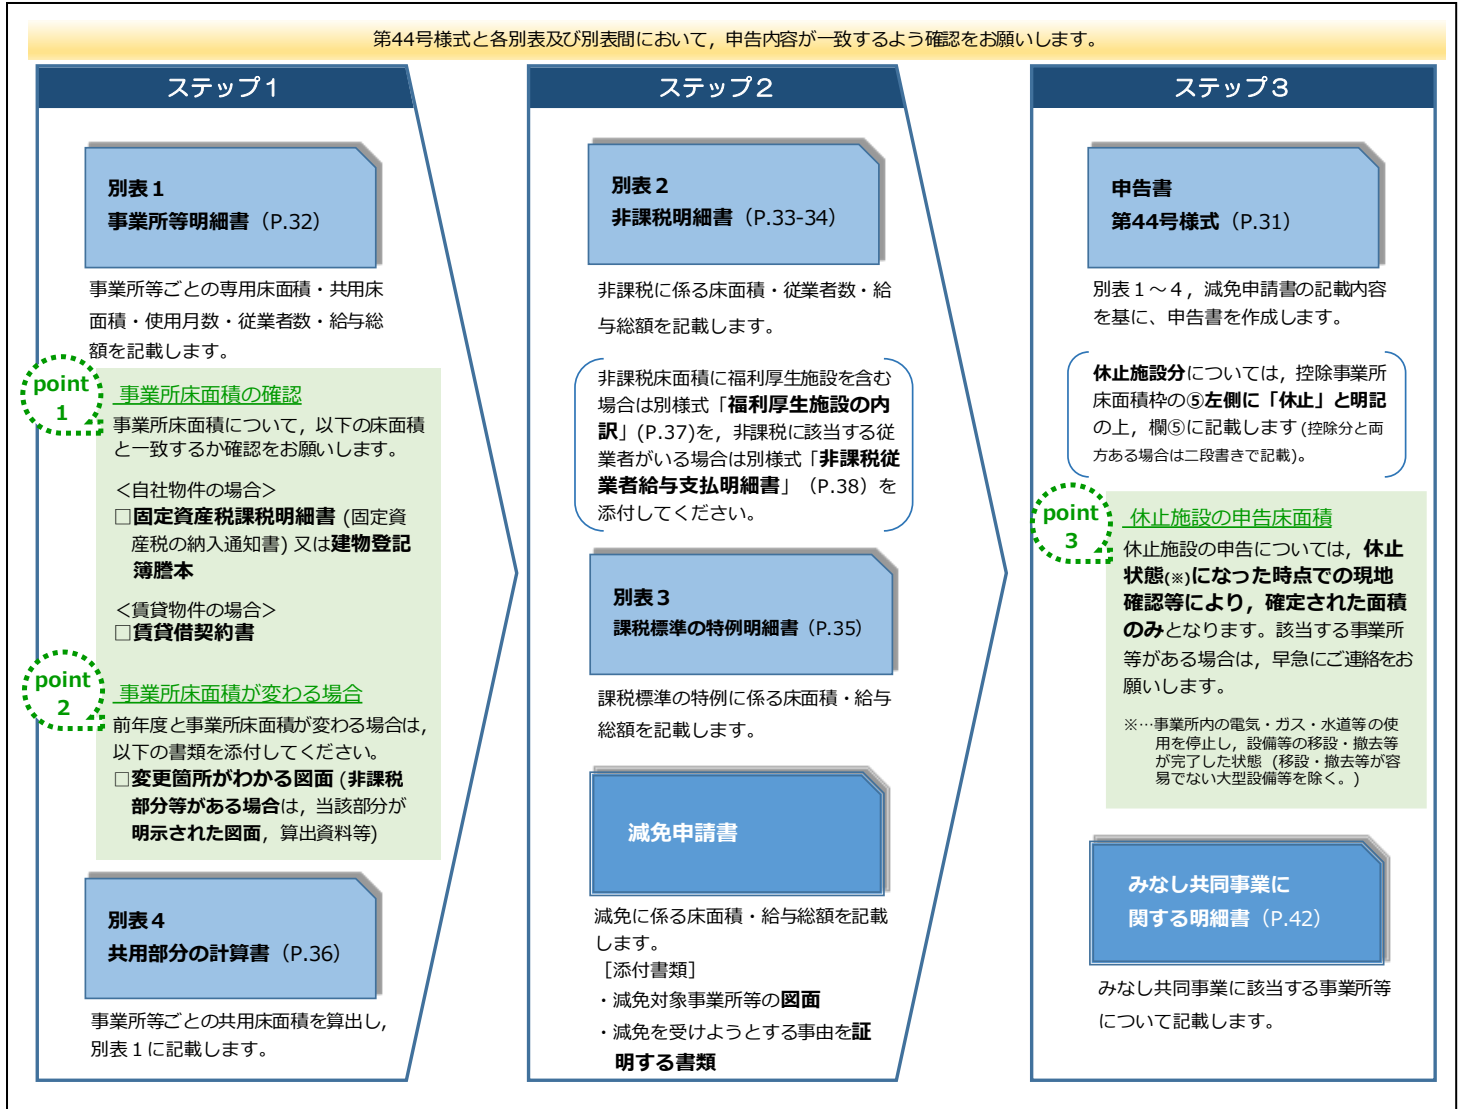 第44号様式と各別表及び別表間において，申告内容が一致するよう確認をお願いします。
ステップ１
別表１
事業所等明細書（P.32）
事業所等ごとの専用床面積・共用床
面積・使用月数・従業者数・給与総
額を記載します。
point
1
事業所床面積の確認
事業所床面積について，以下の床面積
と一致するか確認をお願いします。
＜自社物件の場合＞
□固定資産税課税明細書 (固定資
産税の納入通知書) 又は建物登記
簿謄本
＜賃貸物件の場合＞
□賃貸借契約書
point
2
事業所床面積が変わる場合
前年度と事業所床面積が変わる場合は，
以下の書類を添付してください。
□変更箇所がわかる図面 (非課税
部分等がある場合は，当該部分が
明示された図面，算出資料等)
別表４
共用部分の計算書（P.36）
事業所等ごとの共用床面積を算出し，
別表１に記載します。
ステップ２
別表２
非課税明細書（P.33-34）
非課税に係る床面積・従業者数・給
与総額を記載します。
非課税床面積に福利厚生施設を含む
場合は別様式「福利厚生施設の内
訳」(P.37)を，非課税に該当する従
業者がいる場合は別様式「非課税従
業者給与支払明細書」（P.38）を
添付してください。
別表３
課税標準の特例明細書（P.35）
課税標準の特例に係る床面積・給与
総額を記載します。
減免申請書
減免に係る床面積・給与総額を記載
します。
［添付書類］
・減免対象事業所等の図面
・減免を受けようとする事由を証
明する書類
ステップ３
申告書
第44号様式（P.31）
別表１～４，減免申請書の記載内容
を基に、申告書を作成します。
休止施設分については，控除事業所
床面積枠の⑤左側に「休止」と明記
の上，欄⑤に記載します (控除分と両
方ある場合は二段書きで記載)。
point
3
休止施設の申告床面積
休止施設の申告については，休止
状態(※)になった時点での現地
確認等により，確定された面積
のみとなります。該当する事業所
等がある場合は，早急にご連絡をお
願いします。
※…事業所内の電気・ガス・水道等の使
用を停止し，設備等の移設・撤去等
が完了した状態（移設・撤去等が容
易でない大型設備等を除く。）
みなし共同事業に
関する明細書（P.42）
みなし共同事業に該当する事業所等
について記載します。